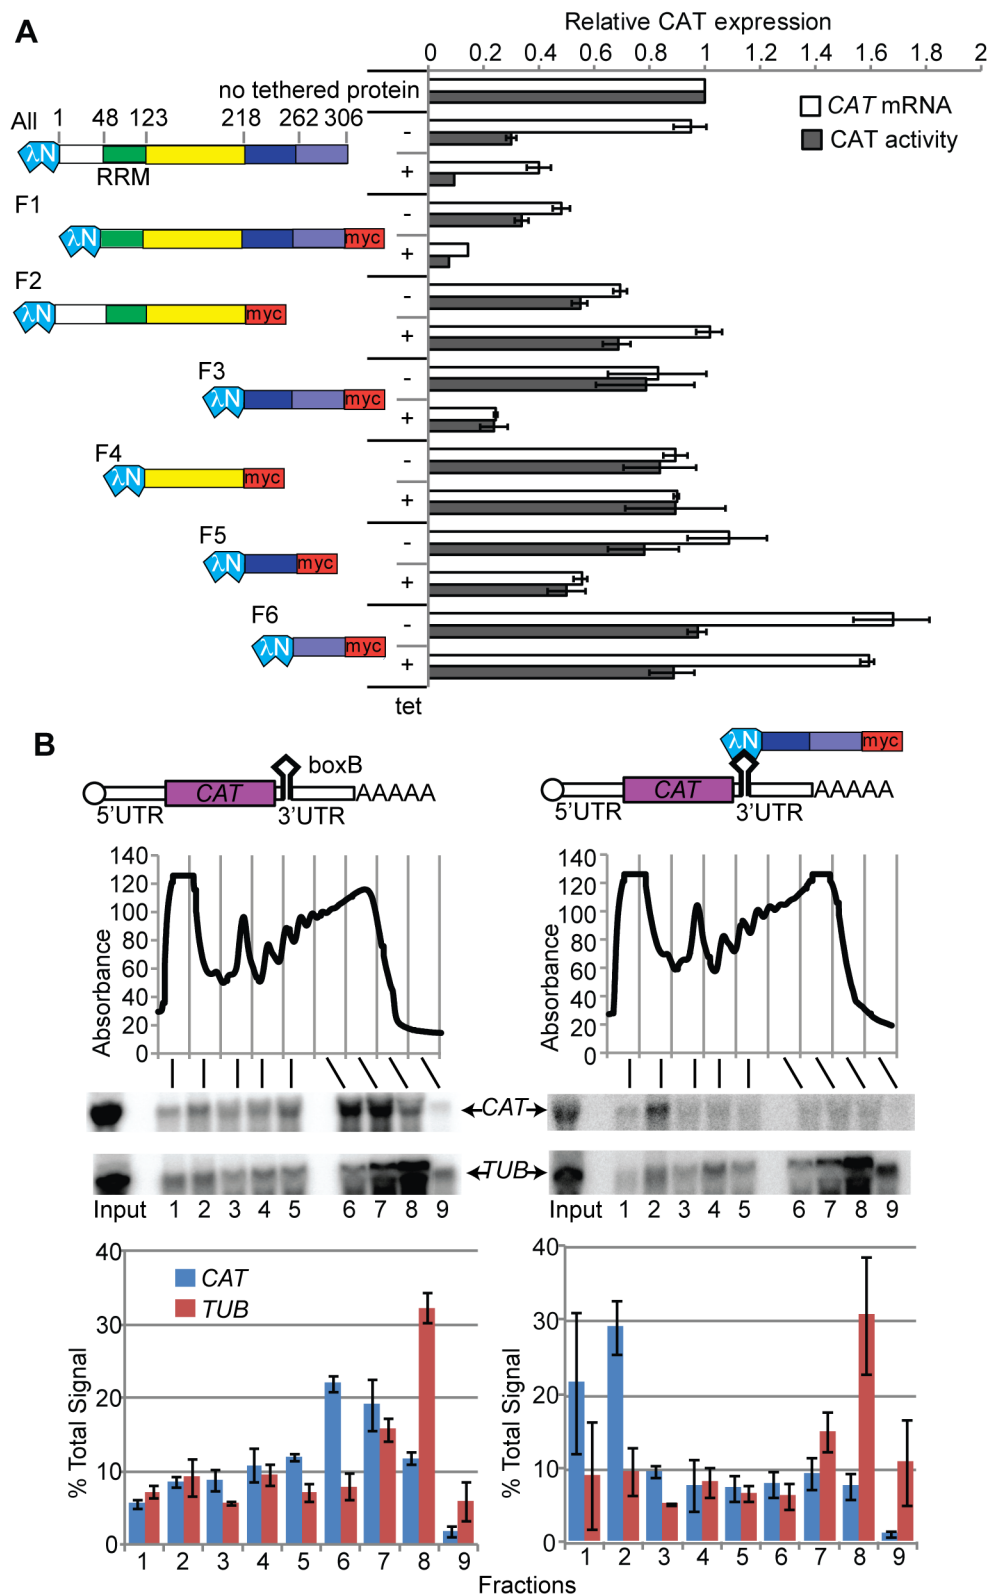 A
Relative CAT expression
0 0.2 0.4 0.6 0.8 1 1.2 1.4 1.6 1.8 2
no tethered protein
CAT mRNA
CAT activity
All 1 48 123 218 262 306
λN
RRM
-
+
F1
λN myc
-
+
F2
λN myc
-
+
F3
λN myc
-
+
F4
λN myc
-
+
F5
λN myc
-
+
F6
λN myc
-
+
tet
B
boxB
CAT AAAAA
5'UTR 3'UTR
λN myc
CAT AAAAA
5'UTR 3'UTR
Absorbance
140
120
100
80
60
40
20
0
Absorbance
140
120
100
80
60
40
20
0
CAT
TUB
Input 1 2 3 4 5 6 7 8 9
Input 1 2 3 4 5 6 7 8 9
% Total Signal
40
30
20
10
0
CAT
TUB
1 2 3 4 5 6 7 8 9
% Total Signal
40
30
20
10
0
1 2 3 4 5 6 7 8 9
Fractions